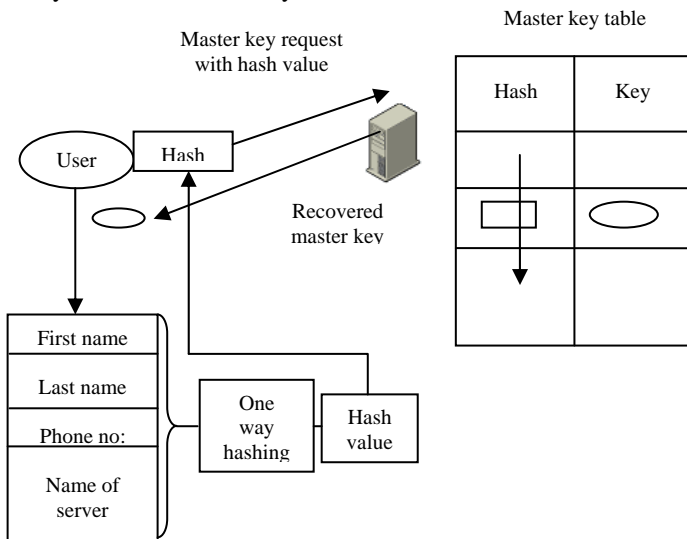 Master key table
Master key request
with hash value
Hash
Key
User
Hash
Recovered
master key
First name
Last name
Phone no:
Name of
server
One
way
hashing
Hash
value